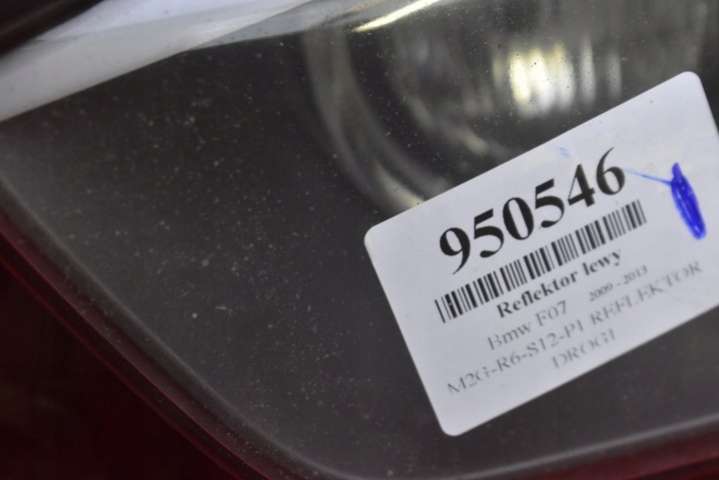 950546
Reflektor lewy
Bmw F07 2009 - 2013
M2G-R6-S12-P1 REFLEKTOR
DROGI